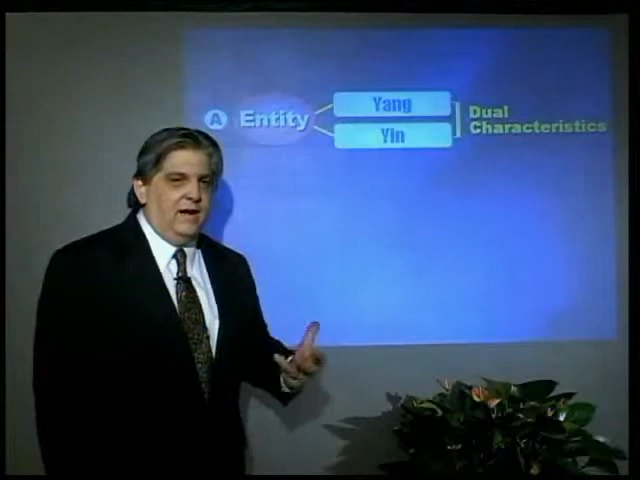 A Entity
Yang
Yin
Dual
Characteristics